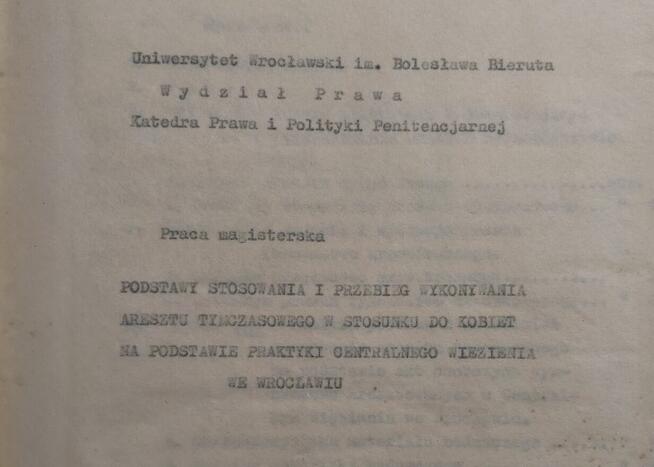 Uniwersytet Wrocławski im. Bolesława Bieruta
Wydział Prawa
Katedra Prawa i Polityki Penitencjarnej
Praca magisterska
PODSTAWY STOSOWANIA I PRZEBIEG WYKONYWANIA
ARESZTU TYMCZASOWEGO W STOSUNKU DO KOBIET
NA PODSTAWIE PRAKTYKI CENTRALNEGO WIĘZIENIA
WE WROCŁAWIU